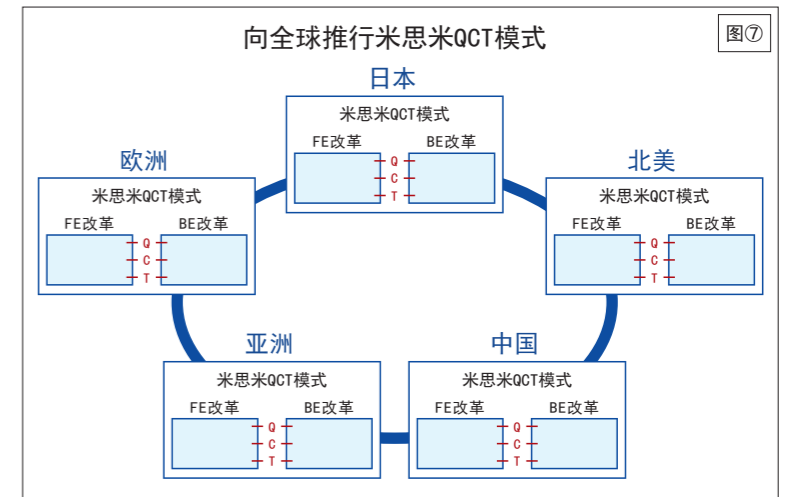 向全球推行米思米QCT模式
图⑦
日本
米思米QCT模式
FE改革 BE改革
Q
C
T
欧洲
米思米QCT模式
FE改革 BE改革
Q
C
T
北美
米思米QCT模式
FE改革 BE改革
Q
C
T
亚洲
米思米QCT模式
FE改革 BE改革
Q
C
T
中国
米思米QCT模式
FE改革 BE改革
Q
C
T